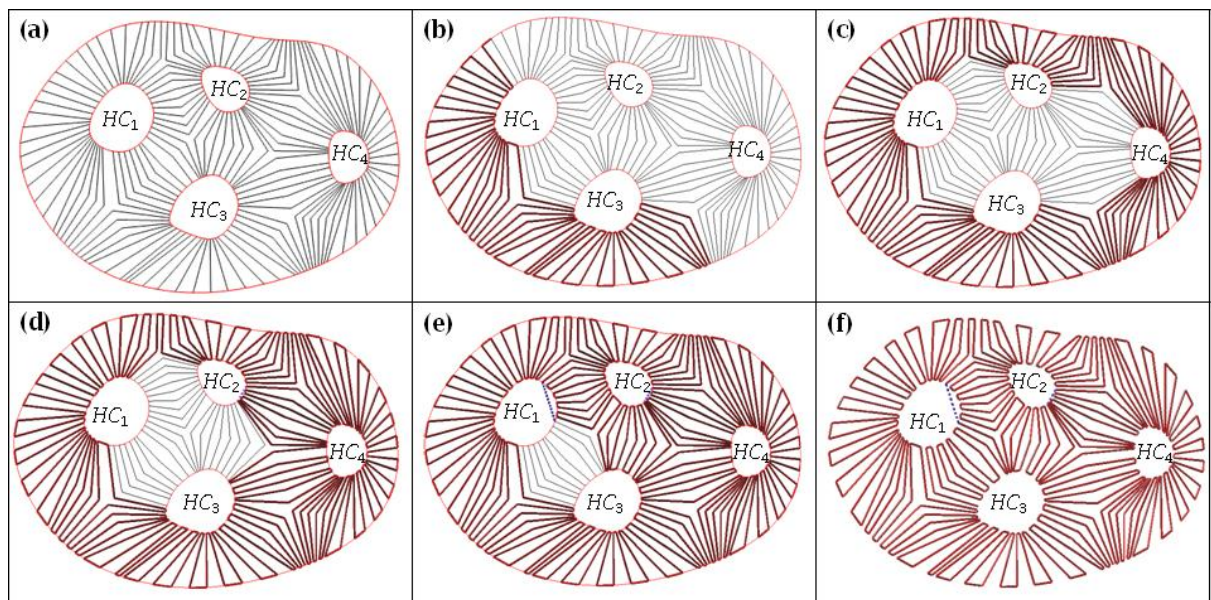 (a)
HC₁
HC₂
HC₃
HC₄
(b)
HC₁
HC₂
HC₃
HC₄
(c)
HC₁
HC₂
HC₃
HC₄
(d)
HC₁
HC₂
HC₃
HC₄
(e)
HC₁
HC₂
HC₃
HC₄
(f)
HC₁
HC₂
HC₃
HC₄